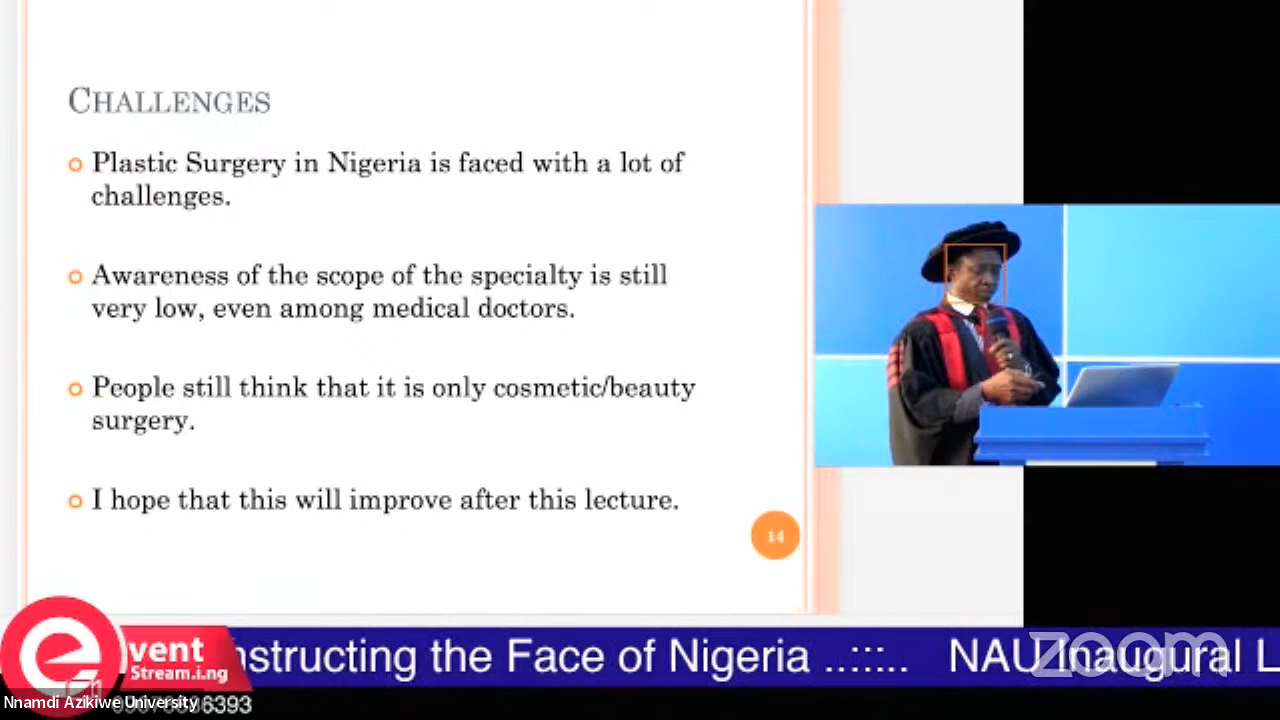 CHALLENGES
Plastic Surgery in Nigeria is faced with a lot of
challenges.
Awareness of the scope of the specialty is still
very low, even among medical doctors.
People still think that it is only cosmetic/beauty
surgery.
I hope that this will improve after this lecture.
14
event
Stream.i.ng
nstructing the Face of Nigeria ..:::..   NAU Inaugural L
zoom
Nnamdi Azikiwe University